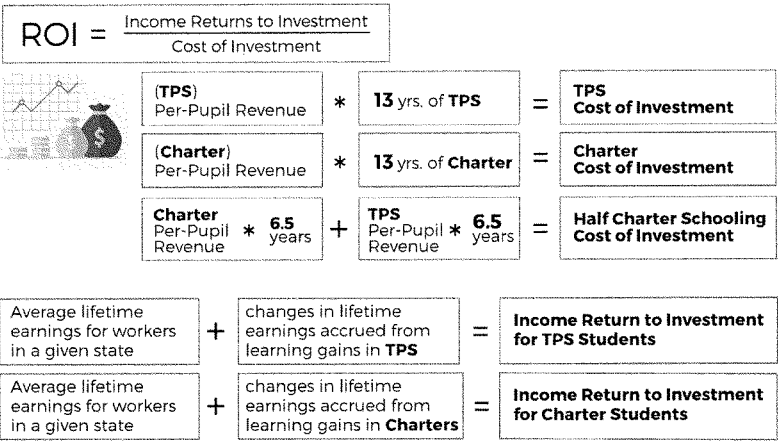 ROI = Income Returns to Investment
Cost of Investment
(TPS)
Per-Pupil Revenue * 13 yrs. of TPS = TPS
Cost of Investment
(Charter)
Per-Pupil Revenue * 13 yrs. of Charter = Charter
Cost of Investment
Charter
Per-Pupil
Revenue * 6.5
years + TPS
Per-Pupil
Revenue * 6.5
years = Half Charter Schooling
Cost of Investment
$
Average lifetime
earnings for workers
in a given state + changes in lifetime
earnings accrued from
learning gains in TPS = Income Return to Investment
for TPS Students
Average lifetime
earnings for workers
in a given state + changes in lifetime
earnings accrued from
learning gains in Charters = Income Return to Investment
for Charter Students